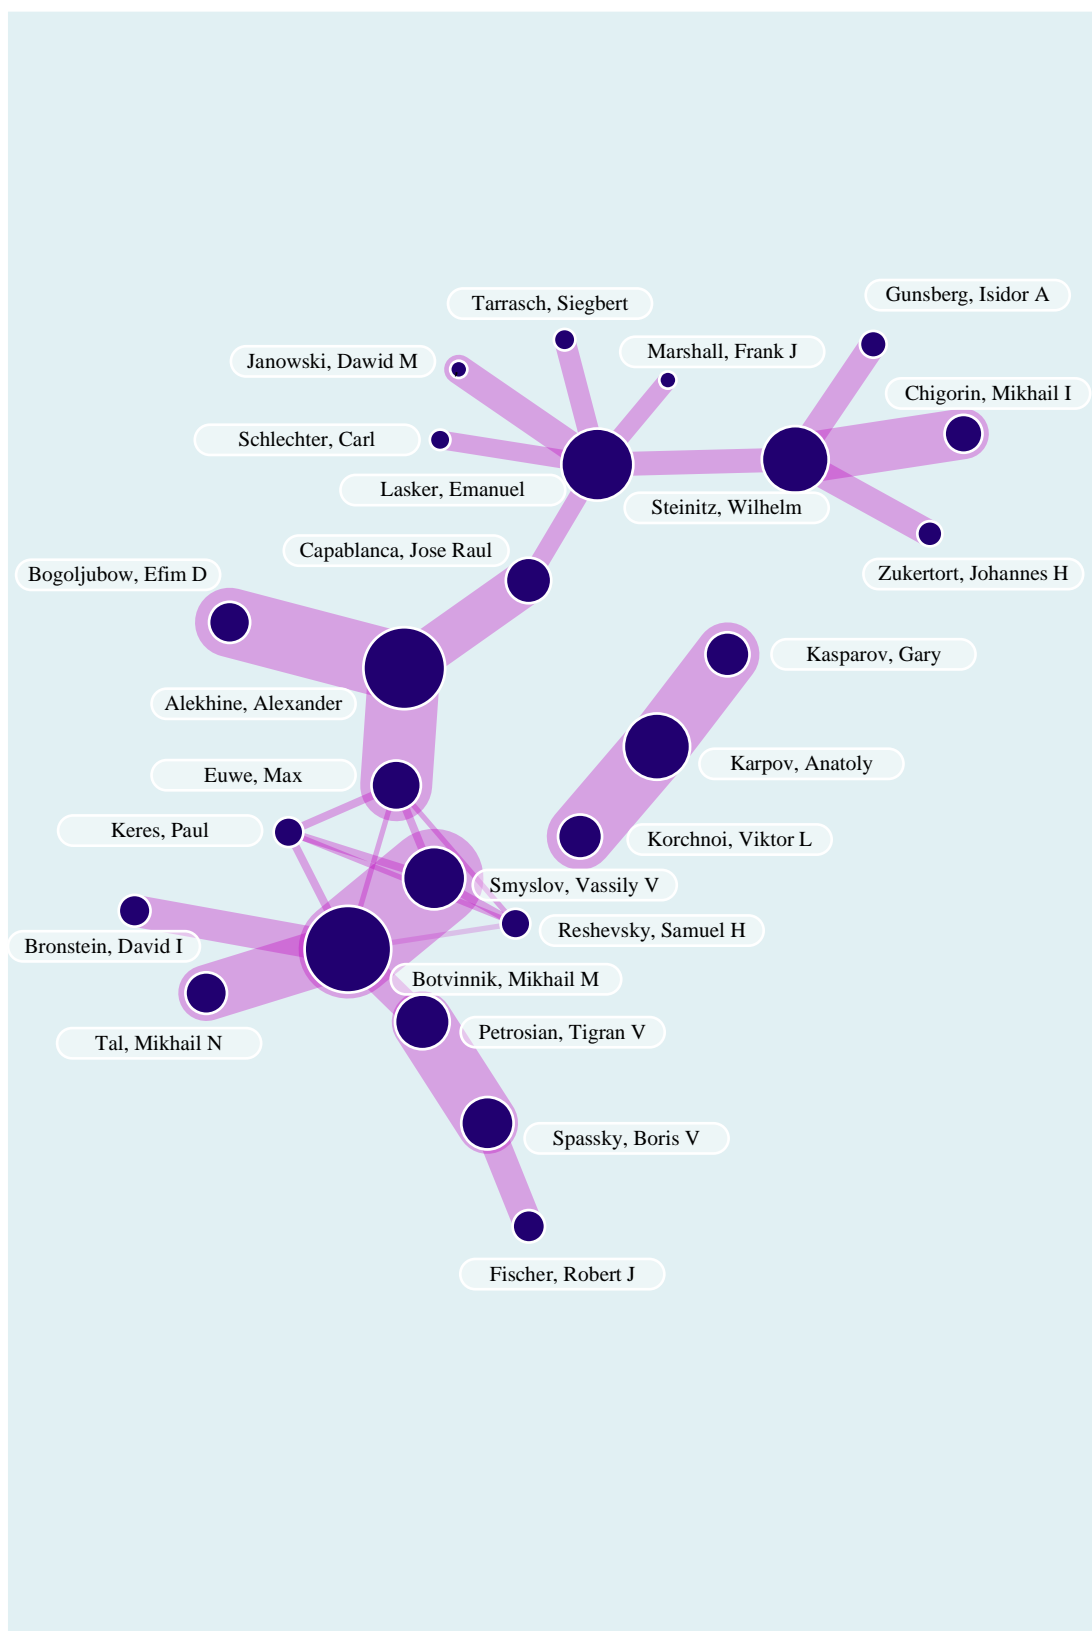 Gunsberg, Isidor A
Tarrasch, Siegbert
Marshall, Frank J
Janowski, Dawid M
Chigorin, Mikhail I
Schlechter, Carl
Lasker, Emanuel
Steinitz, Wilhelm
Capablanca, Jose Raul
Zukertort, Johannes H
Bogoljubow, Efim D
Kasparov, Gary
Alekhine, Alexander
Karpov, Anatoly
Euwe, Max
Keres, Paul
Korchnoi, Viktor L
Smyslov, Vassily V
Reshevsky, Samuel H
Bronstein, David I
Botvinnik, Mikhail M
Petrosian, Tigran V
Tal, Mikhail N
Spassky, Boris V
Fischer, Robert J